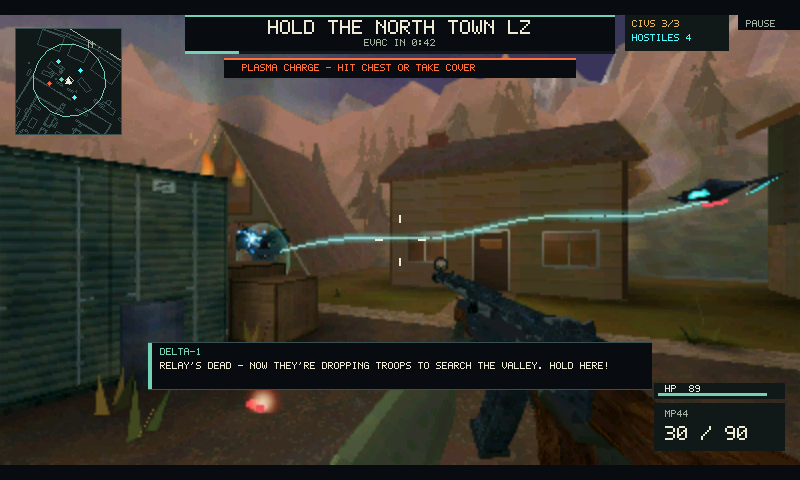 HOLD THE NORTH TOWN LZ
EVAC IN 0:42
CIVS 3/3
HOSTILES 4
PAUSE
PLASMA CHARGE - HIT CHEST OR TAKE COVER
DELTA-1
RELAY'S DEAD - NOW THEY'RE DROPPING TROOPS TO SEARCH THE VALLEY. HOLD HERE!
HP 89
MP44
30 / 90